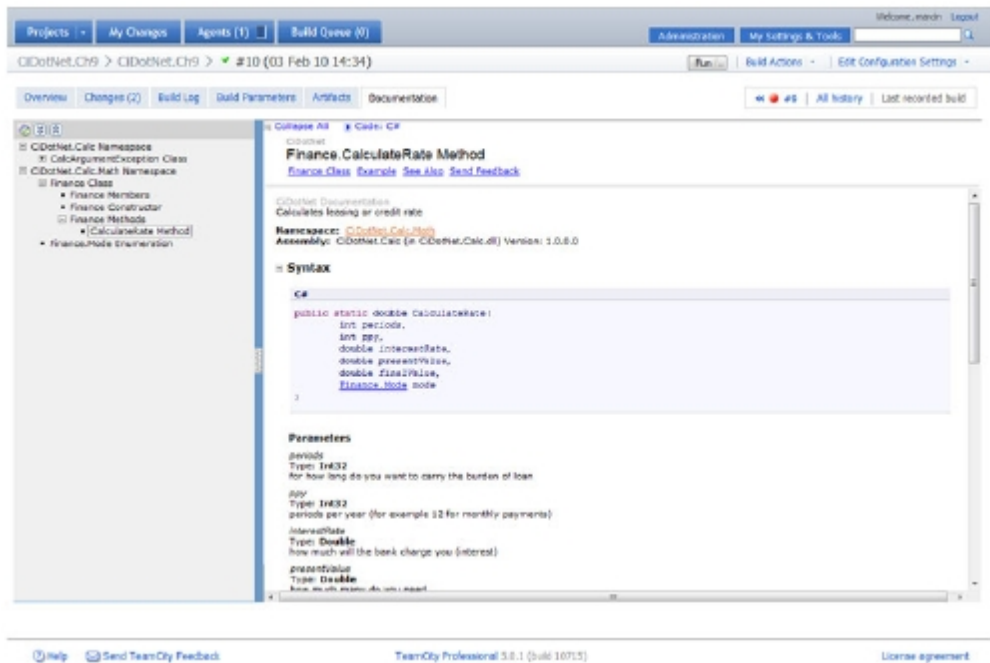 Welcome, marcin Logout
Projects My Changes Agents (1) Build Queue (0)
Administration My Settings & Tools
CiDotNet.Ch9 > CiDotNet.Ch9 > #10 (03 Feb 10 14:34)
Run ... Build Actions Edit Configuration Settings
Overview Changes (2) Build Log Build Parameters Artifacts Documentation
All history | Last recorded build
CiDotNet.Calc Namespace
CalcArgumentException Class
CiDotNet.Calc.Math Namespace
Finance Class
Finance Members
Finance Constructor
Finance Methods
CalculateRate Method
Finance.Mode Enumeration
Collapse All Code: C#
CiDotNet
Finance.CalculateRate Method
Finance Class Example See Also Send Feedback
CiDotNet Documentation
Calculates leasing or credit rate
Namespace: CiDotNet.Calc.Math
Assembly: CiDotNet.Calc (in CiDotNet.Calc.dll) Version: 1.0.0.0
Syntax
C#
public static double CalculateRate(
int periods,
int ppy,
double interestRate,
double presentValue,
double finalValue,
Finance.Mode mode
)
Parameters
periods
Type: Int32
for how long do you want to carry the burden of loan
ppy
Type: Int32
periods per year (for example 12 for monthly payments)
interestRate
Type: Double
how much will the bank charge you (interest)
presentValue
Type: Double
how much many do you need
Help Send TeamCity Feedback
TeamCity Professional 5.0.1 (build 10715)
License agreement